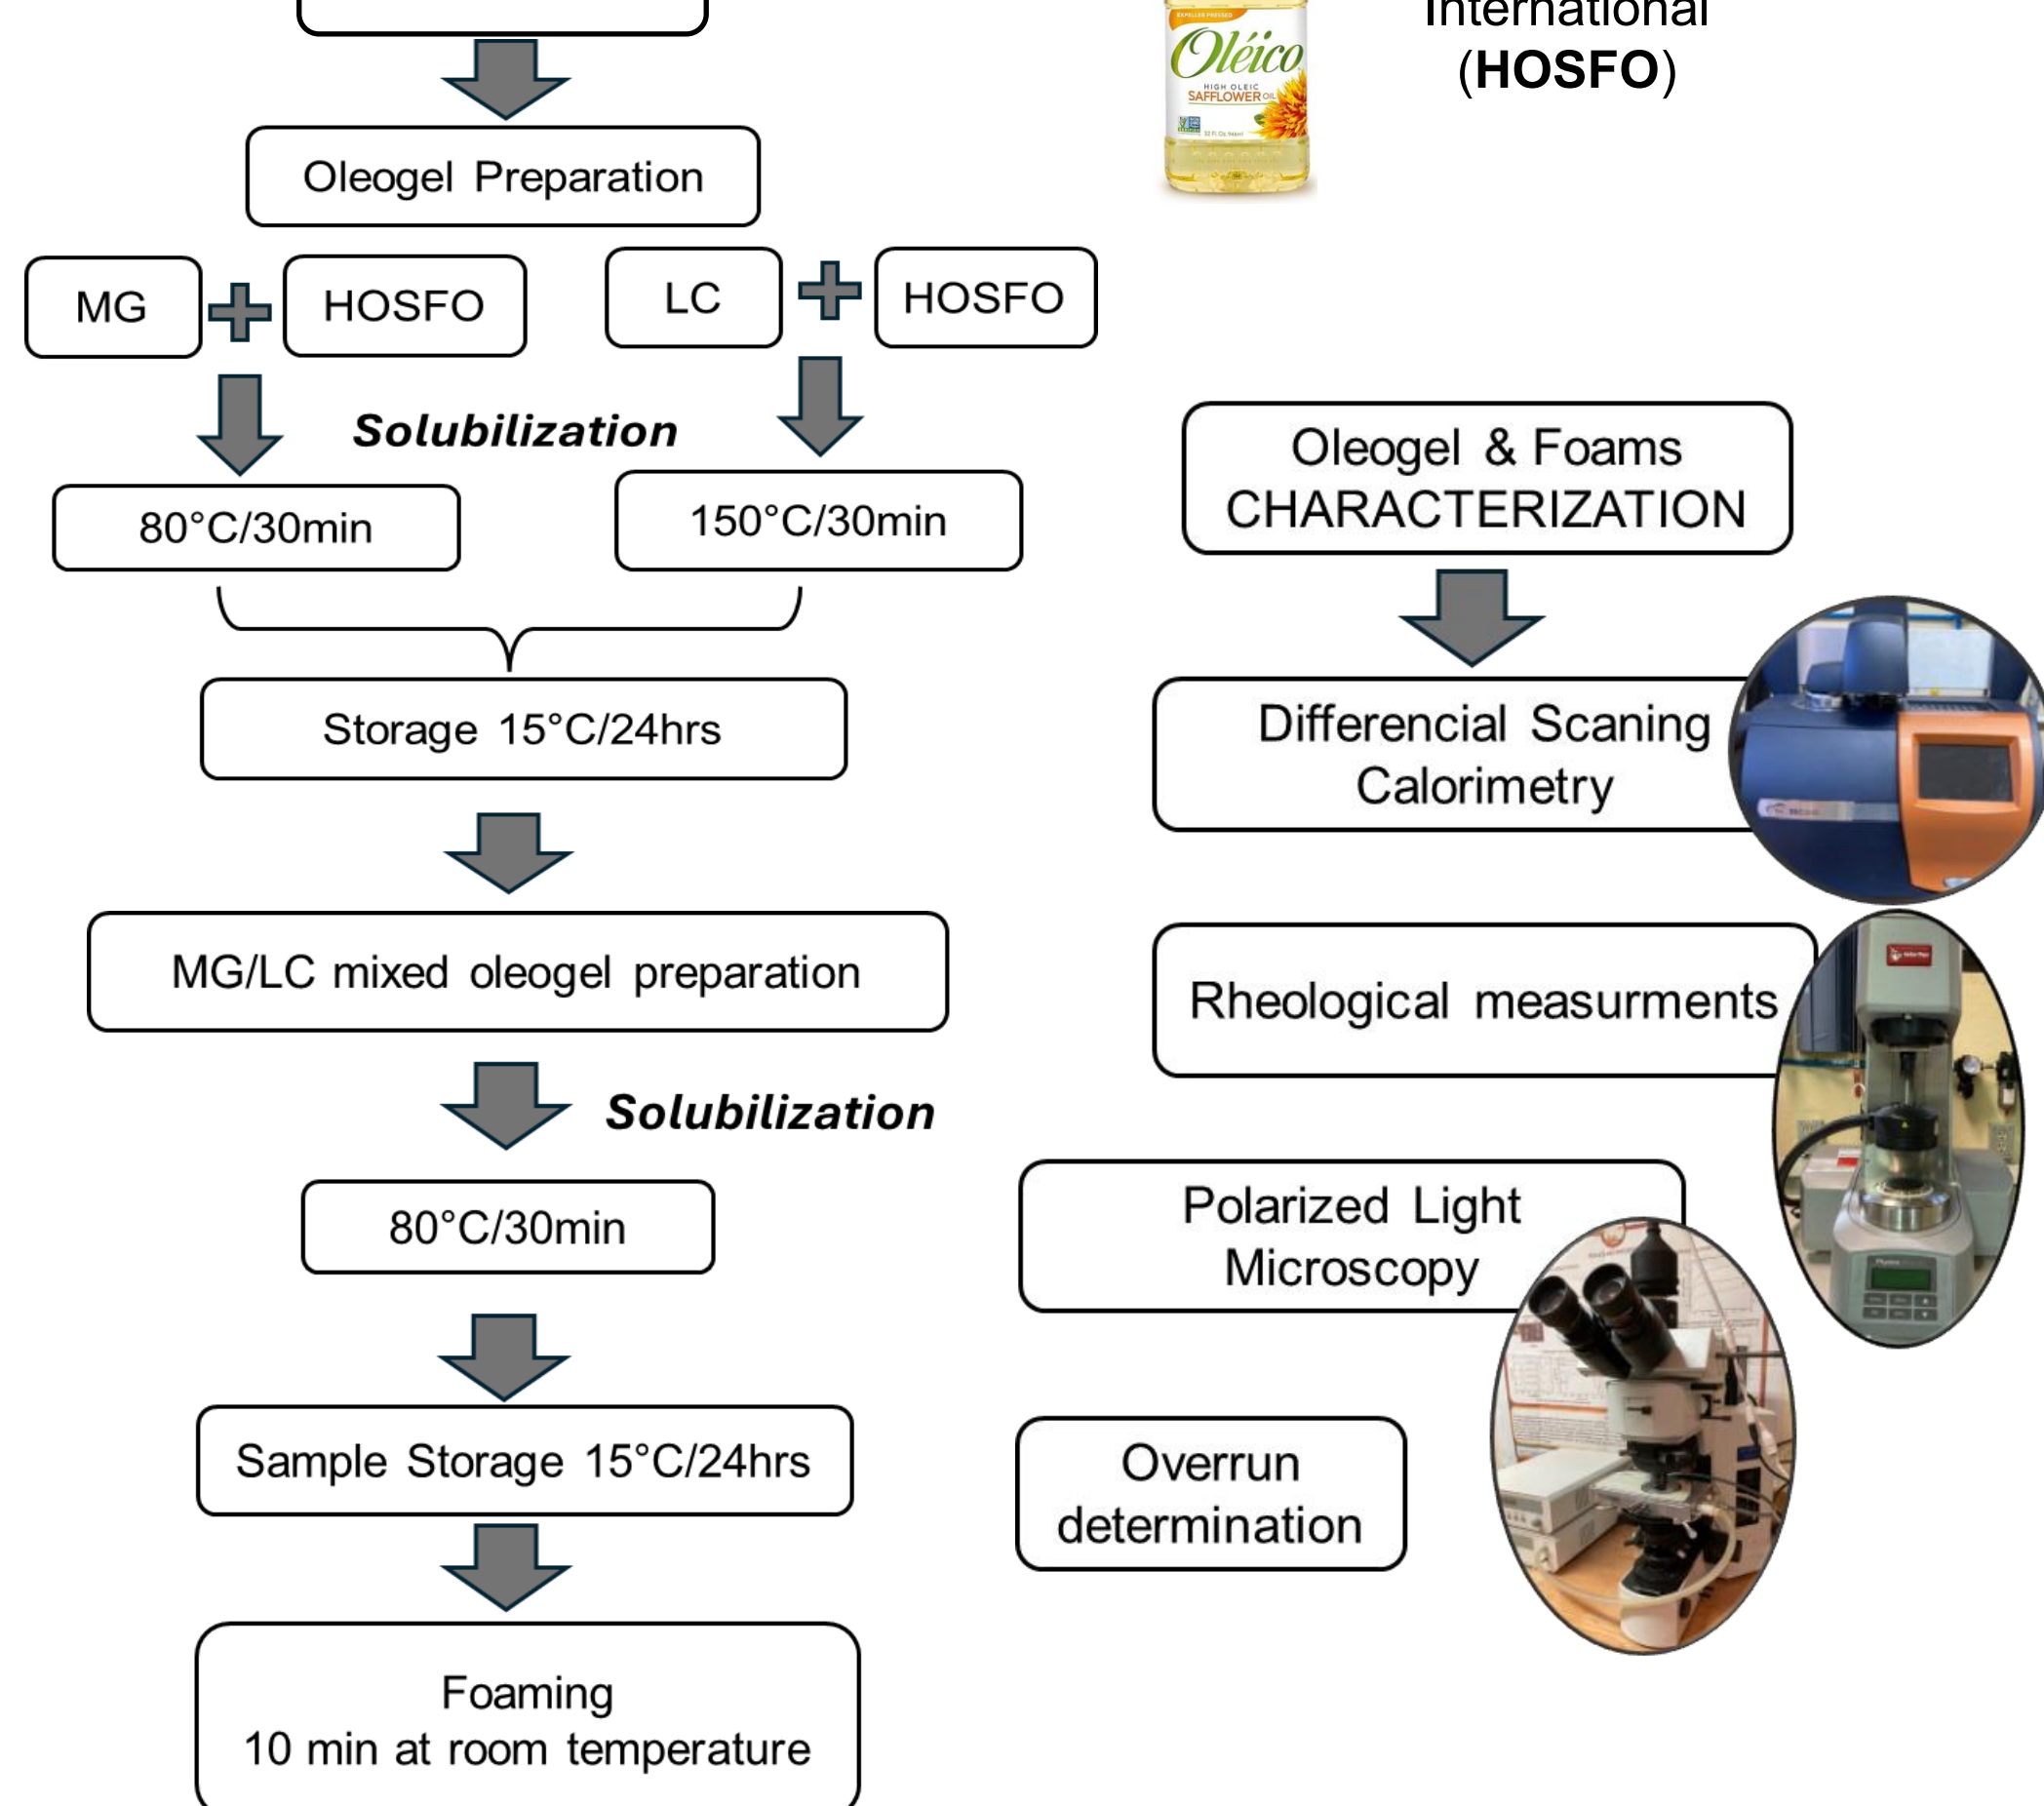 International
(HOSFO)
EXPELLER PRESSED
Oléico
HIGH OLEIC
SAFFLOWER OIL
Oleogel Preparation
MG
HOSFO
LC
HOSFO
Solubilization
80°C/30min
150°C/30min
Storage 15°C/24hrs
MG/LC mixed oleogel preparation
Solubilization
80°C/30min
Sample Storage 15°C/24hrs
Foaming
10 min at room temperature
Oleogel & Foams
CHARACTERIZATION
Differencial Scaning
Calorimetry
Rheological measurments
Polarized Light
Microscopy
Overrun
determination